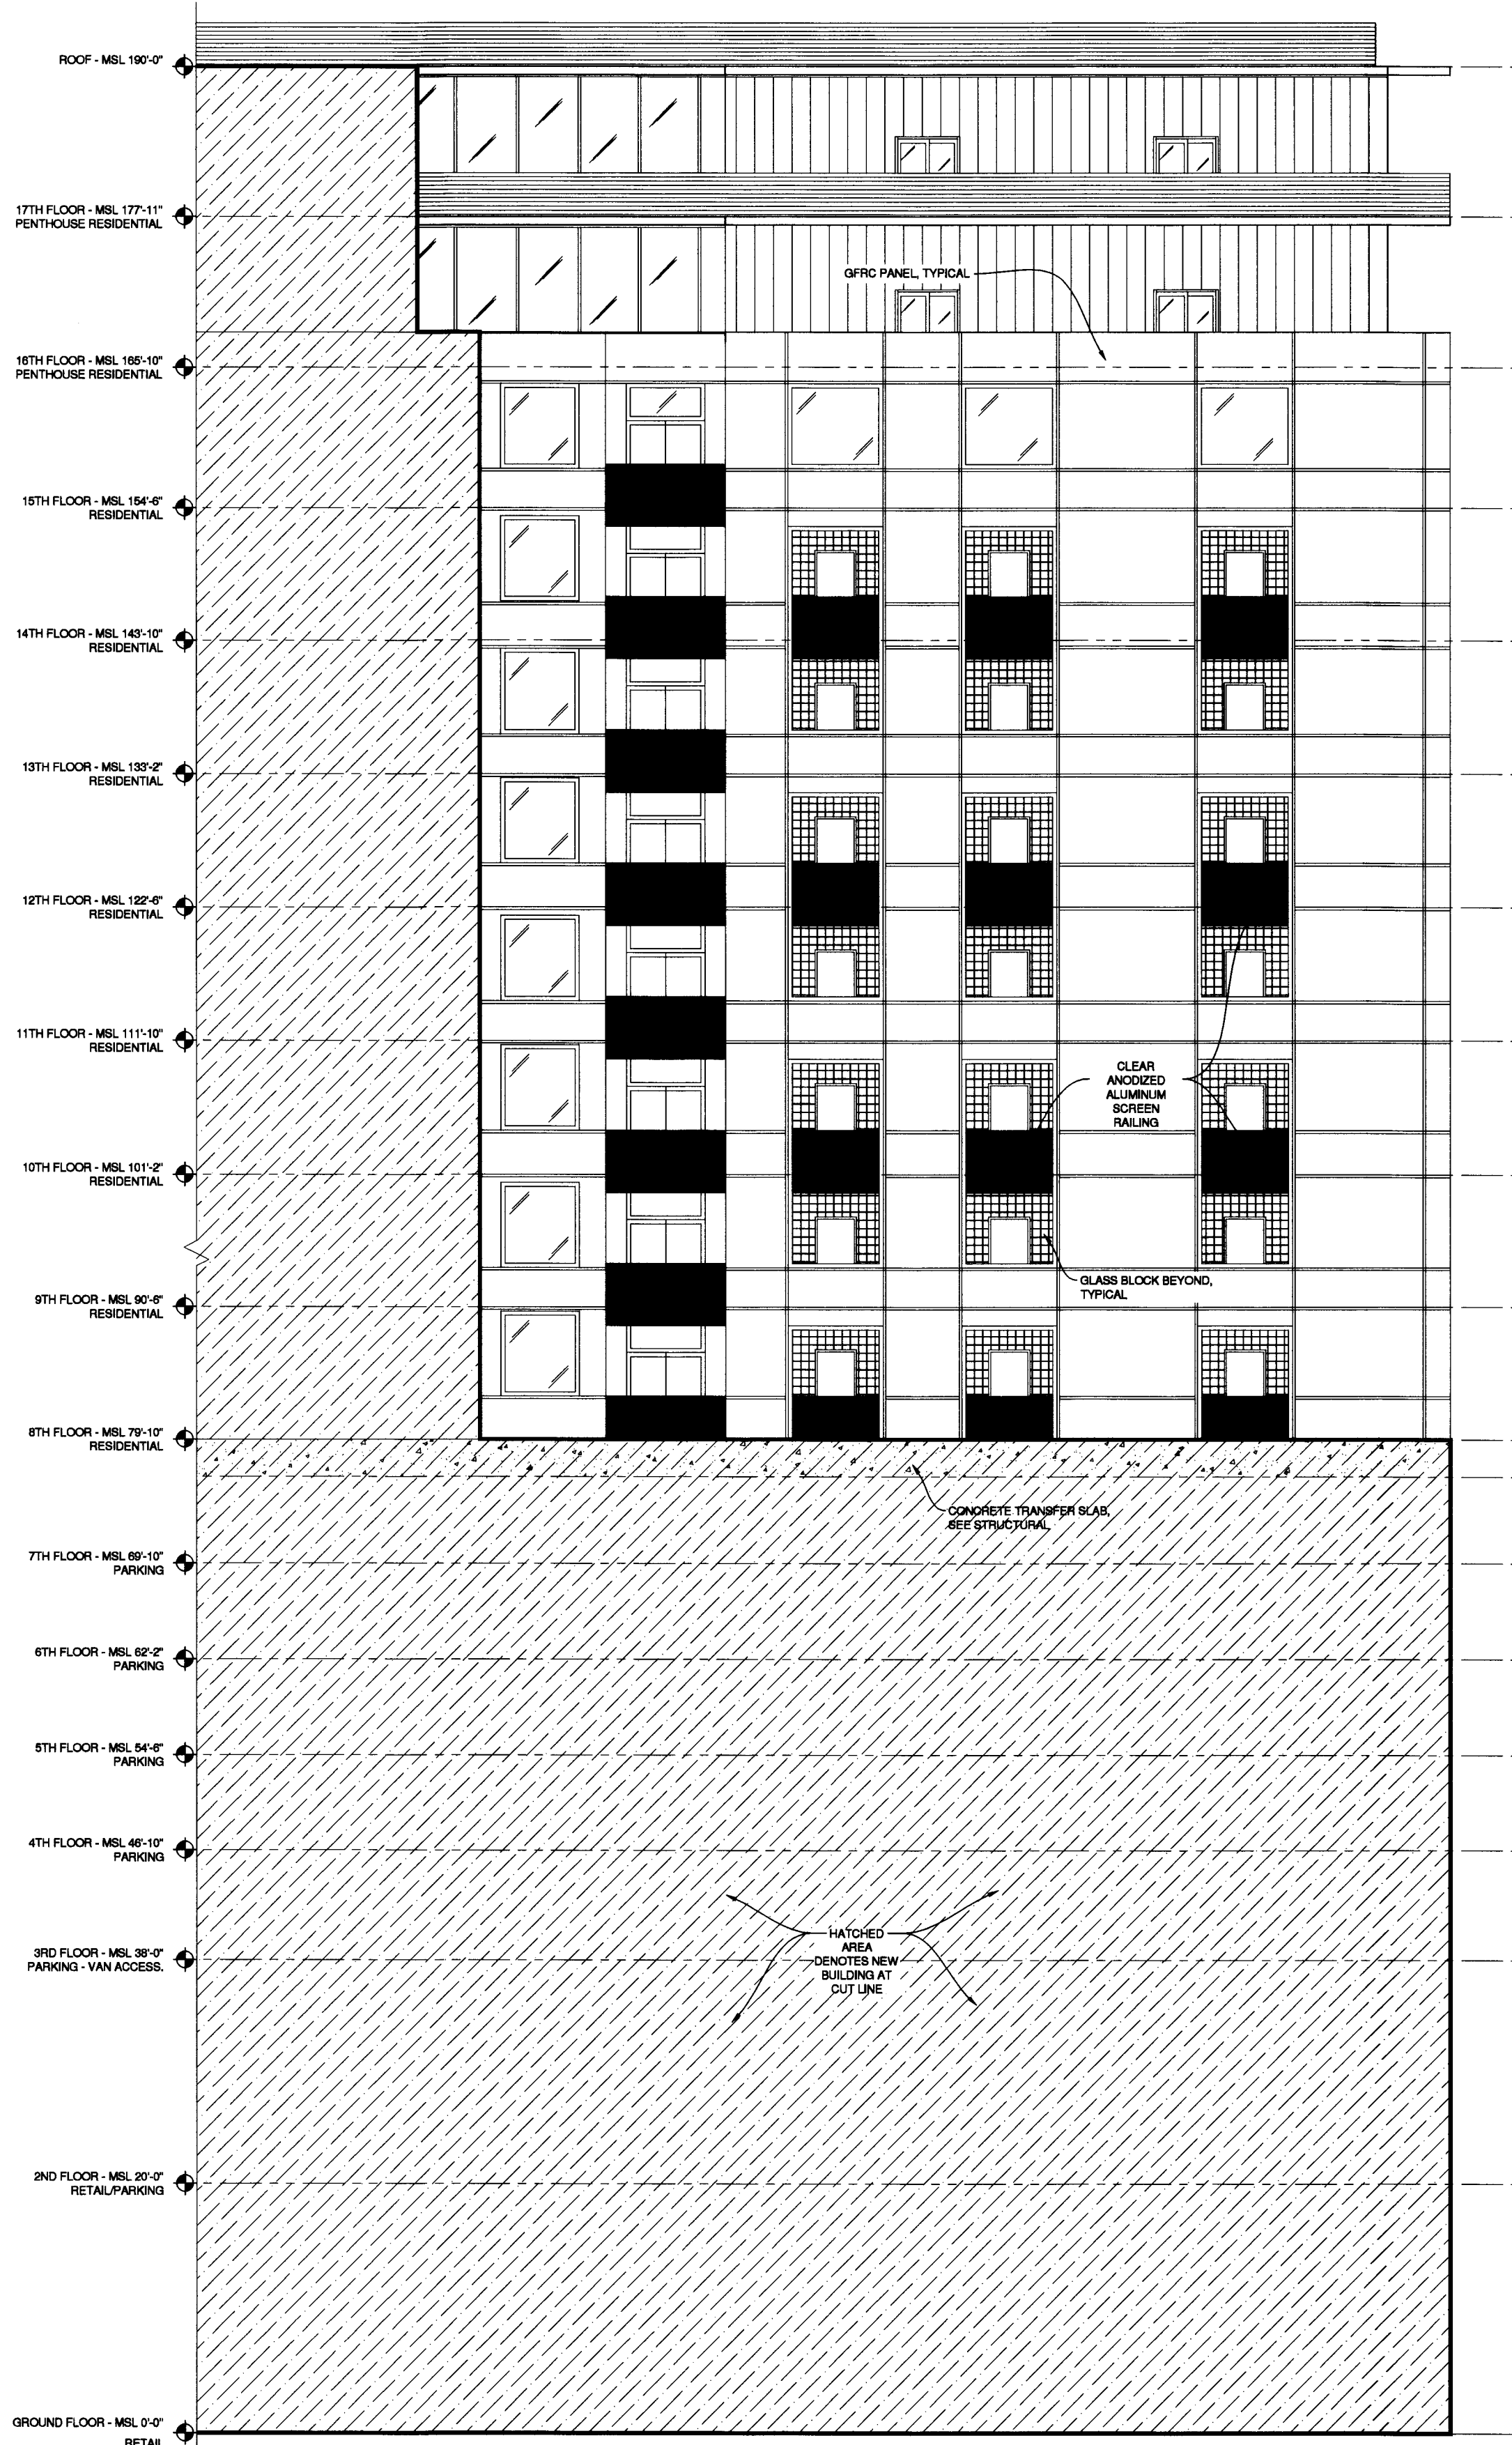 ROOF - MSL 190'-0"
17TH FLOOR - MSL 177'-11"
PENTHOUSE RESIDENTIAL
GFRC PANEL, TYPICAL
16TH FLOOR - MSL 165'-10"
PENTHOUSE RESIDENTIAL
15TH FLOOR - MSL 154'-6"
RESIDENTIAL
14TH FLOOR - MSL 143'-10"
RESIDENTIAL
13TH FLOOR - MSL 133'-2"
RESIDENTIAL
12TH FLOOR - MSL 122'-6"
RESIDENTIAL
11TH FLOOR - MSL 111'-10"
RESIDENTIAL
CLEAR
ANODIZED
ALUMINUM
SCREEN
RAILING
10TH FLOOR - MSL 101'-2"
RESIDENTIAL
GLASS BLOCK BEYOND,
TYPICAL
9TH FLOOR - MSL 90'-6"
RESIDENTIAL
8TH FLOOR - MSL 79'-10"
RESIDENTIAL
CONCRETE TRANSFER SLAB,
SEE STRUCTURAL
7TH FLOOR - MSL 69'-10"
PARKING
6TH FLOOR - MSL 62'-2"
PARKING
5TH FLOOR - MSL 54'-6"
PARKING
4TH FLOOR - MSL 46'-10"
PARKING
HATCHED
AREA
DENOTES NEW
BUILDING AT
CUT LINE
3RD FLOOR - MSL 38'-0"
PARKING - VAN ACCESS.
2ND FLOOR - MSL 20'-0"
RETAIL/PARKING
GROUND FLOOR - MSL 0'-0"
RETAIL